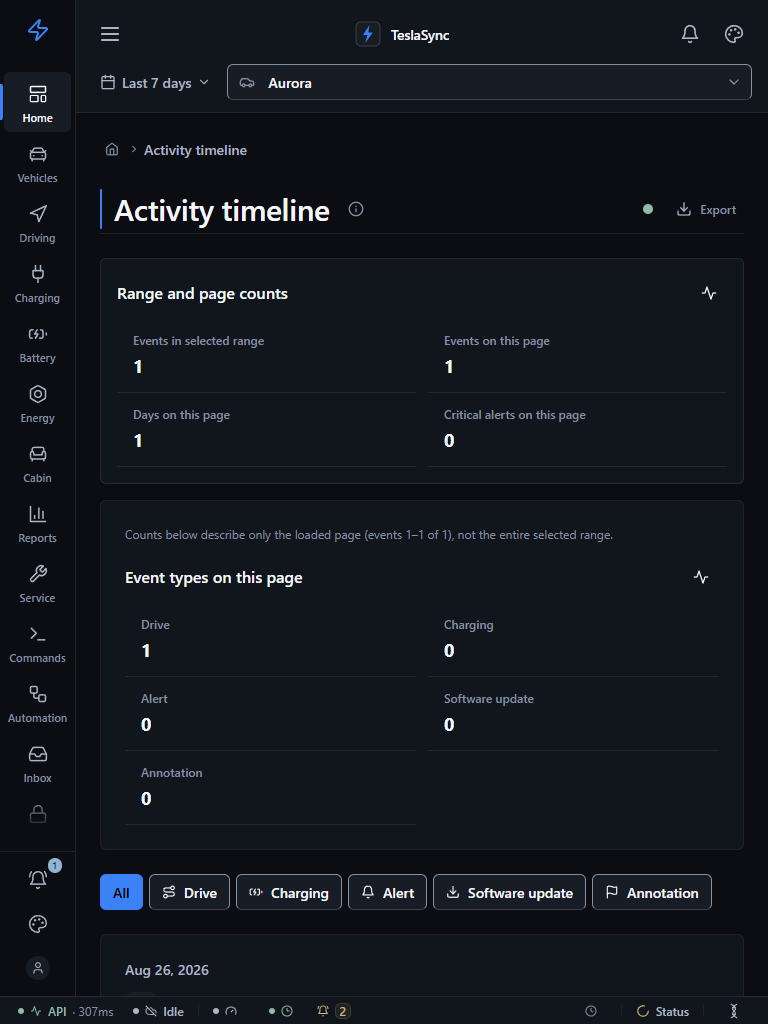 TeslaSync
Last 7 days
Aurora
Home
Vehicles
Driving
Charging
Battery
Energy
Cabin
Reports
Service
Commands
Automation
Inbox
1
Activity timeline
Activity timeline
Export
Range and page counts
Events in selected range
1
Events on this page
1
Days on this page
1
Critical alerts on this page
0
Counts below describe only the loaded page (events 1–1 of 1), not the entire selected range.
Event types on this page
Drive
1
Charging
0
Alert
0
Software update
0
Annotation
0
All
Drive
Charging
Alert
Software update
Annotation
Aug 26, 2026
API · 307ms
Idle
2
Status